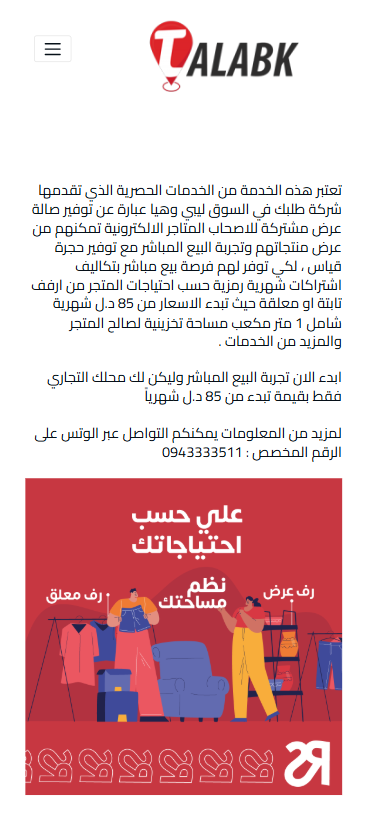 TALABK
تعتبر هذه الخدمة من الخدمات الحصرية الذي تقدمها
شركة طلبك في السوق ليبي وهيا عبارة عن توفير صالة
عرض مشتركة للاصحاب المتاجر الالكترونية تمكنهم من
عرض منتجاتهم وتجربة البيع المباشر مع توفير حجرة
قياس ، لكي توفر لهم فرصة بيع مباشر بتكاليف
اشتراكات شهرية رمزية حسب احتياجات المتجر من ارفف
تابتة او معلقة حيث تبدء الاسعار من 85 د.ل شهرية
شامل 1 متر مكعب مساحة تخزينية لصالح المتجر
والمزيد من الخدمات .
ابدء الان تجربة البيع المباشر وليكن لك محلك التجاري
فقط بقيمة تبدء من 85 د.ل شهرياً
لمزيد من المعلومات يمكنكم التواصل عبر الوتس على
الرقم المخصص : 0943333511
علي حسب
احتياجاتك
نظم
مساحتك
رف عرض
رف معلق